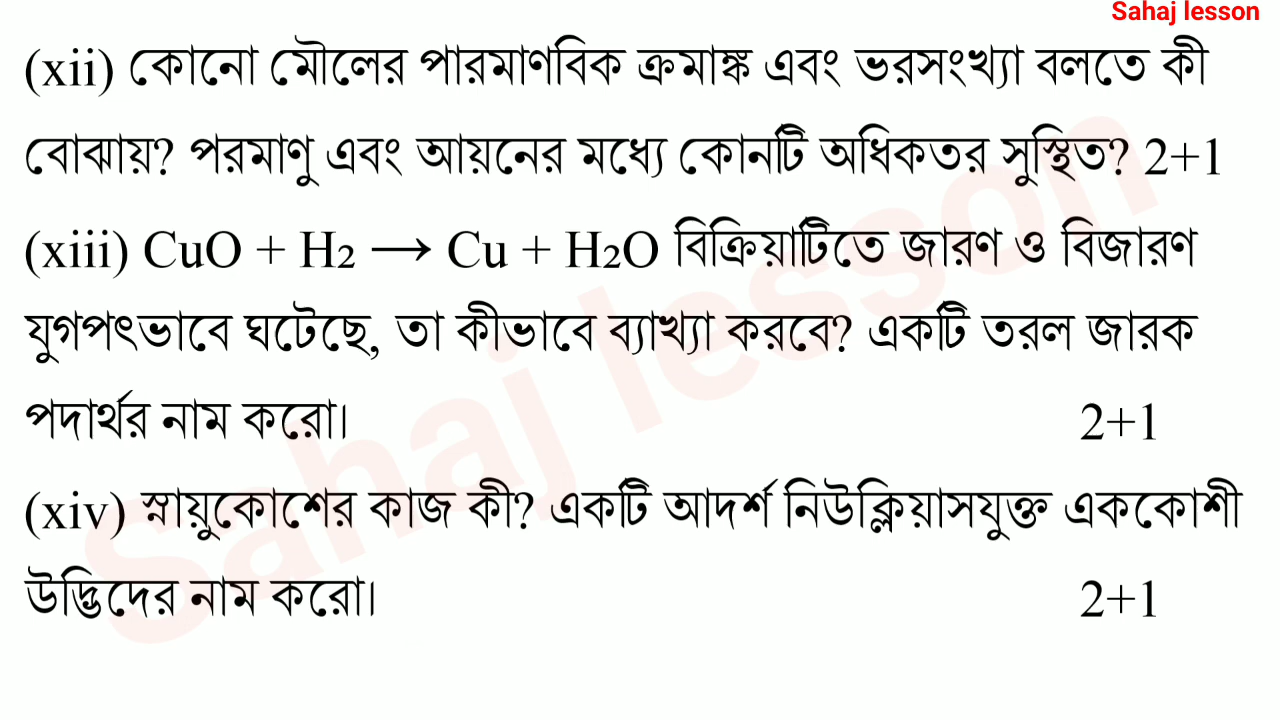 Sahaj lesson
(xii) কোনো মৌলের পারমাণবিক ক্রমাঙ্ক এবং ভরসংখ্যা বলতে কী
বোঝায়? পরমাণু এবং আয়নের মধ্যে কোনটি অধিকতর সুস্থিত? 2+1
(xiii) CuO + H₂ → Cu + H₂O বিক্রিয়াটিতে জারণ ও বিজারণ
যুগপৎভাবে ঘটেছে, তা কীভাবে ব্যাখ্যা করবে? একটি তরল জারক
পদার্থর নাম করো। 2+1
(xiv) স্নায়ুকোশের কাজ কী? একটি আদর্শ নিউক্লিয়াসযুক্ত এককোশী
উদ্ভিদের নাম করো। 2+1
Sahaj lesson